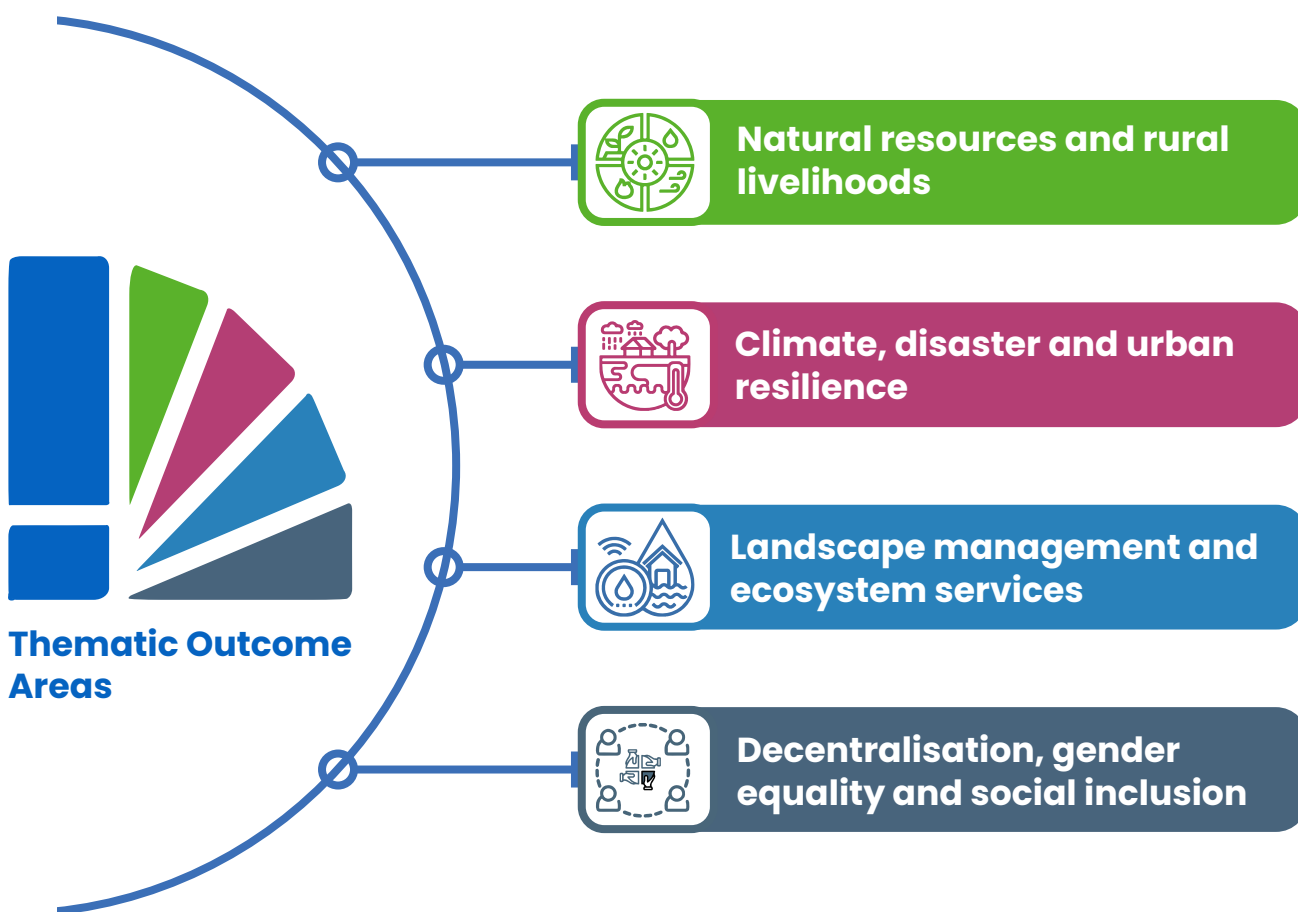 Natural resources and rural
livelihoods
Climate, disaster and urban
resilience
Landscape management and
ecosystem services
Thematic Outcome
Areas
Decentralisation, gender
equality and social inclusion